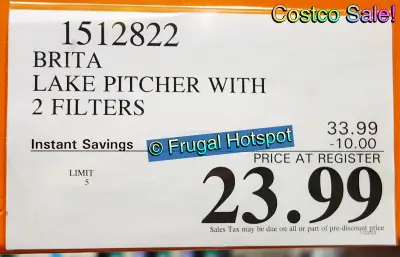 Costco Sale!
1512822
BRITA
LAKE PITCHER WITH
2 FILTERS
33.99
Instant Savings -10.00
© Frugal Hotspot
PRICE AT REGISTER
LIMIT
5
23.99
Sales Tax may be due on all or part of pre-discount price